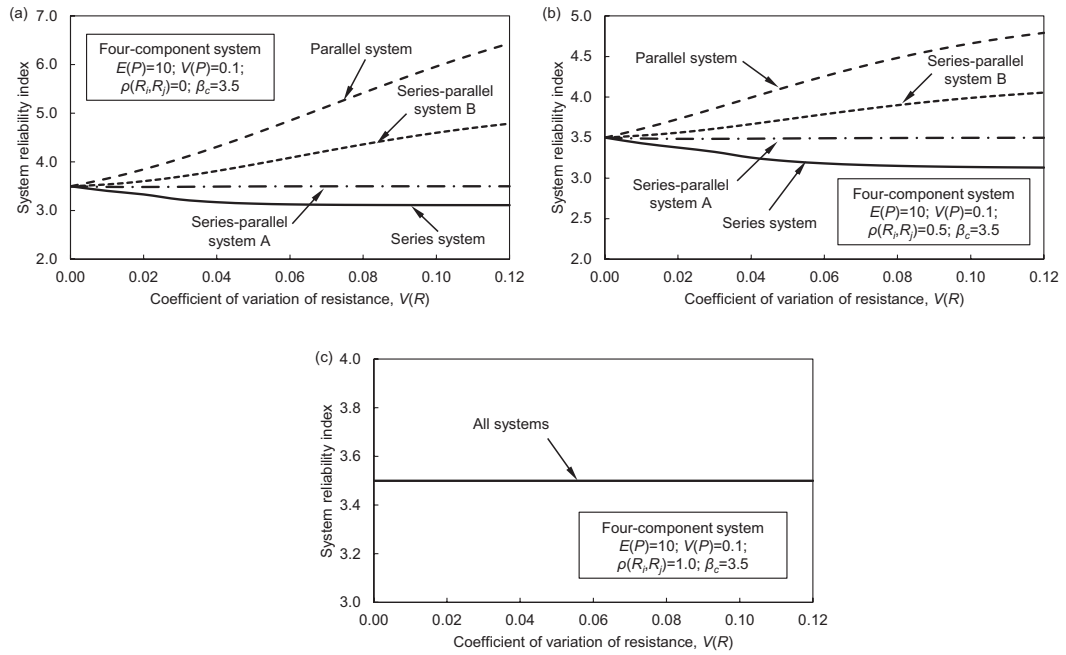 (a)
7.0
6.0
5.0
4.0
3.0
2.0
System reliability index
Four-component system
E(P)=10; V(P)=0.1;
ρ(Ri,Rj)=0; βc=3.5
Parallel system
Series-parallel
system B
Series-parallel
system A
Series system
0.00 0.02 0.04 0.06 0.08 0.10 0.12
Coefficient of variation of resistance, V(R)
(b)
5.0
4.5
4.0
3.5
3.0
2.5
2.0
System reliability index
Parallel system
Series-parallel
system B
Series-parallel
system A
Series system
Four-component system
E(P)=10; V(P)=0.1;
ρ(Ri,Rj)=0.5; βc=3.5
0.00 0.02 0.04 0.06 0.08 0.10 0.12
Coefficient of variation of resistance, V(R)
(c)
4.0
3.8
3.6
3.4
3.2
3.0
System reliability index
All systems
Four-component system
E(P)=10; V(P)=0.1;
ρ(Ri,Rj)=1.0; βc=3.5
0.00 0.02 0.04 0.06 0.08 0.10 0.12
Coefficient of variation of resistance, V(R)